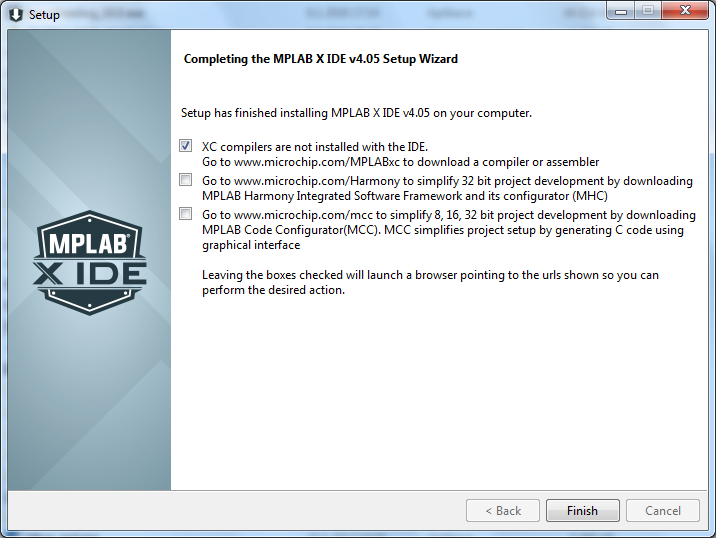 Setup
Completing the MPLAB X IDE v4.05 Setup Wizard
Setup has finished installing MPLAB X IDE v4.05 on your computer.
XC compilers are not installed with the IDE.
Go to www.microchip.com/MPLABxc to download a compiler or assembler
Go to www.microchip.com/Harmony to simplify 32 bit project development by downloading
MPLAB Harmony Integrated Software Framework and its configurator (MHC)
Go to www.microchip.com/mcc to simplify 8, 16, 32 bit project development by downloading
MPLAB Code Configurator(MCC). MCC simplifies project setup by generating C code using
graphical interface
Leaving the boxes checked will launch a browser pointing to the urls shown so you can
perform the desired action.
MPLAB®
X IDE
< Back
Finish
Cancel